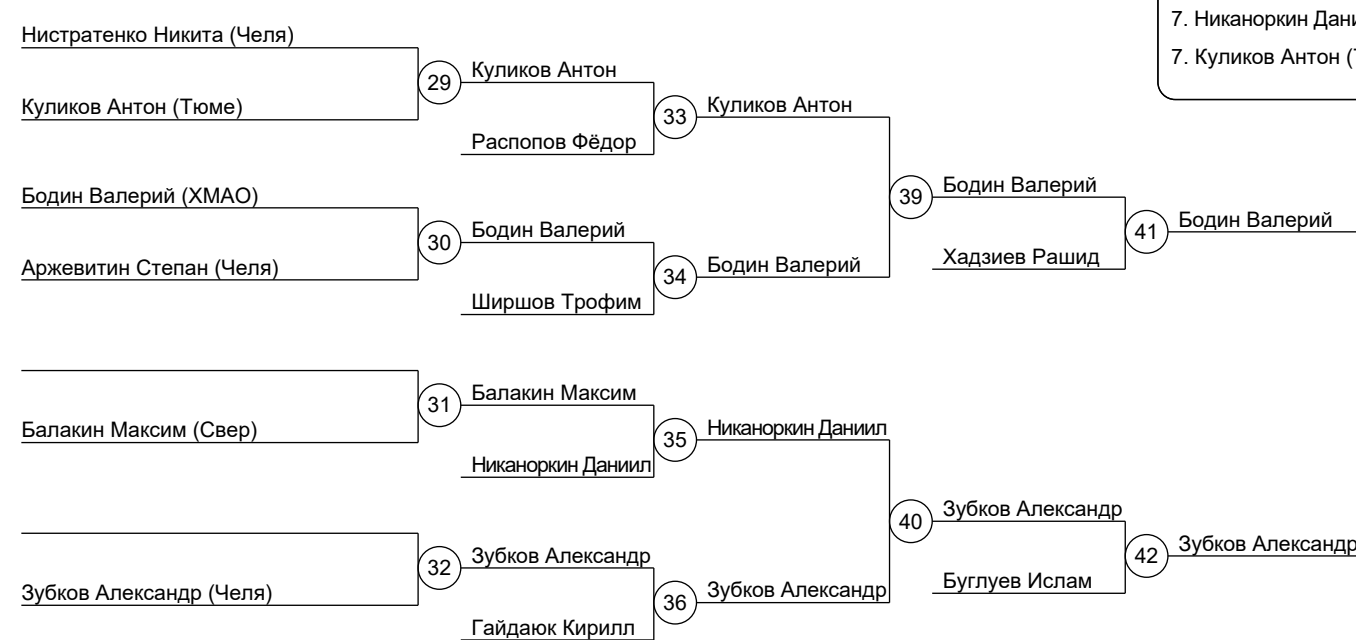 7. Никаноркин Дани
7. Куликов Антон (
Нистратенко Никита (Челя)
29
Куликов Антон
Куликов Антон (Тюме)
33
Куликов Антон
Распопов Фёдор
Бодин Валерий (ХМАО)
39
Бодин Валерий
30
Бодин Валерий
41
Бодин Валерий
Аржевитин Степан (Челя)
34
Бодин Валерий
Хадзиев Рашид
Ширшов Трофим
31
Балакин Максим
Балакин Максим (Свер)
35
Никаноркин Даниил
Никаноркин Даниил
40
Зубков Александр
32
Зубков Александр
42
Зубков Александр
Зубков Александр (Челя)
36
Зубков Александр
Буглуев Ислам
Гайдаюк Кирилл